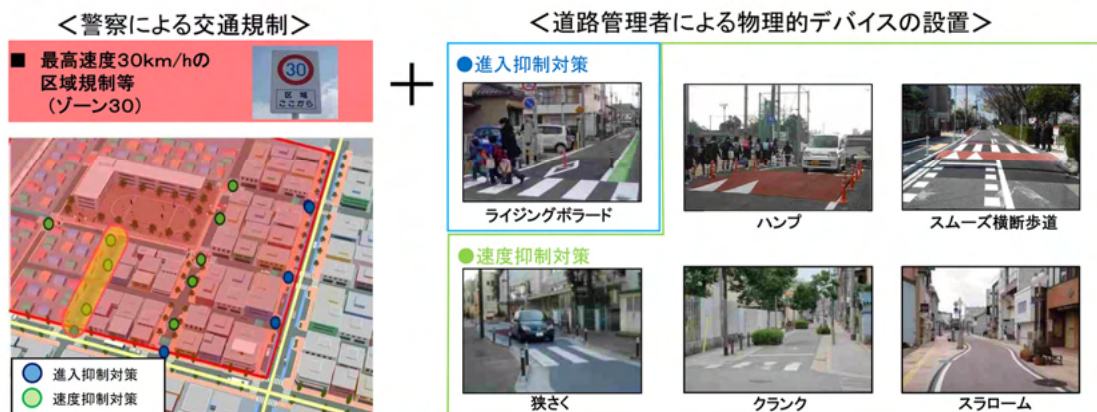 ＜警察による交通規制＞
■ 最高速度30km/hの
区域規制等
（ゾーン30）
30
区域
ここから
進入抑制対策
速度抑制対策
＋
＜道路管理者による物理的デバイスの設置＞
●進入抑制対策
ライジングボラード
ハンプ
スムーズ横断歩道
●速度抑制対策
狭さく
クランク
スラローム